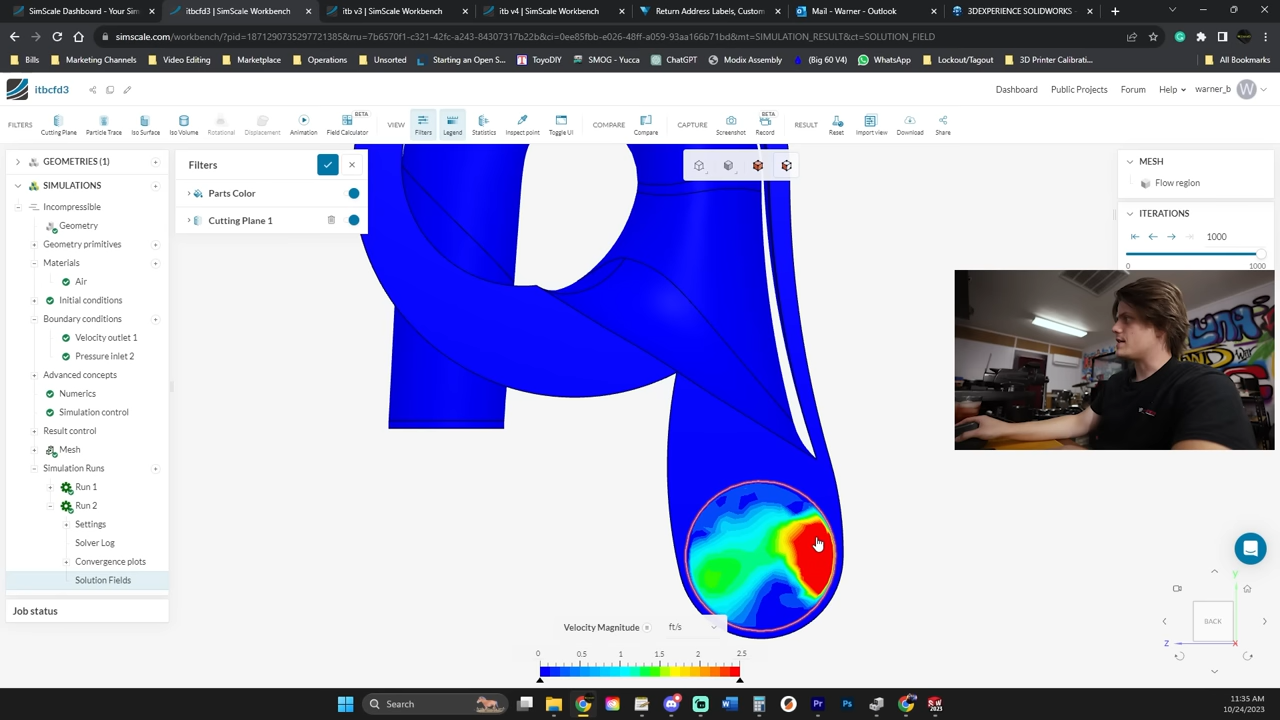 SimScale Dashboard - Your Sim
itbcfd3 | SimScale Workbench
itb v3 | SimScale Workbench
itb v4 | SimScale Workbench
Return Address Labels, Custom
Mail - Warner - Outlook
3DEXPERIENCE SOLIDWORKS
simscale.com/workbench/?pid=1871290735297721385&rru=7b6570f1-c321-42fc-a243-84307317b22b&ci=0ee85fbb-e026-48ff-a059-93aa166b71bd&mt=SIMULATION_RESULT&ct=SOLUTION_FIELD
Bills
Marketing Channels
Video Editing
Marketplace
Operations
Unsorted
Starting an Open S...
ToyoDIY
SMOG - Yucca
ChatGPT
Modix Assembly
(Big 60 V4)
WhatsApp
Lockout/Tagout
3D Printer Calibrati...
All Bookmarks
itbcfd3
Dashboard
Public Projects
Forum
Help
warner_b
W
FILTERS
Cutting Plane
Particle Trace
Iso Surface
Iso Volume
Rotational
Displacement
Animation
BETA
Field Calculator
VIEW
Filters
Legend
Statistics
Inspect point
Toggle UI
COMPARE
Compare
CAPTURE
Screenshot
BETA
Record
RESULT
Reset
Import view
Download
Share
GEOMETRIES (1)
SIMULATIONS
Incompressible
Geometry
Geometry primitives
Materials
Air
Initial conditions
Boundary conditions
Velocity outlet 1
Pressure inlet 2
Advanced concepts
Numerics
Simulation control
Result control
Mesh
Simulation Runs
Run 1
Run 2
Settings
Solver Log
Convergence plots
Solution Fields
Job status
Filters
Parts Color
Cutting Plane 1
MESH
Flow region
ITERATIONS
1000
0 1000
Velocity Magnitude ft/s
0 0.5 1 1.5 2 2.5
BACK
Y
Z
X
Search
11:35 AM
10/24/2023